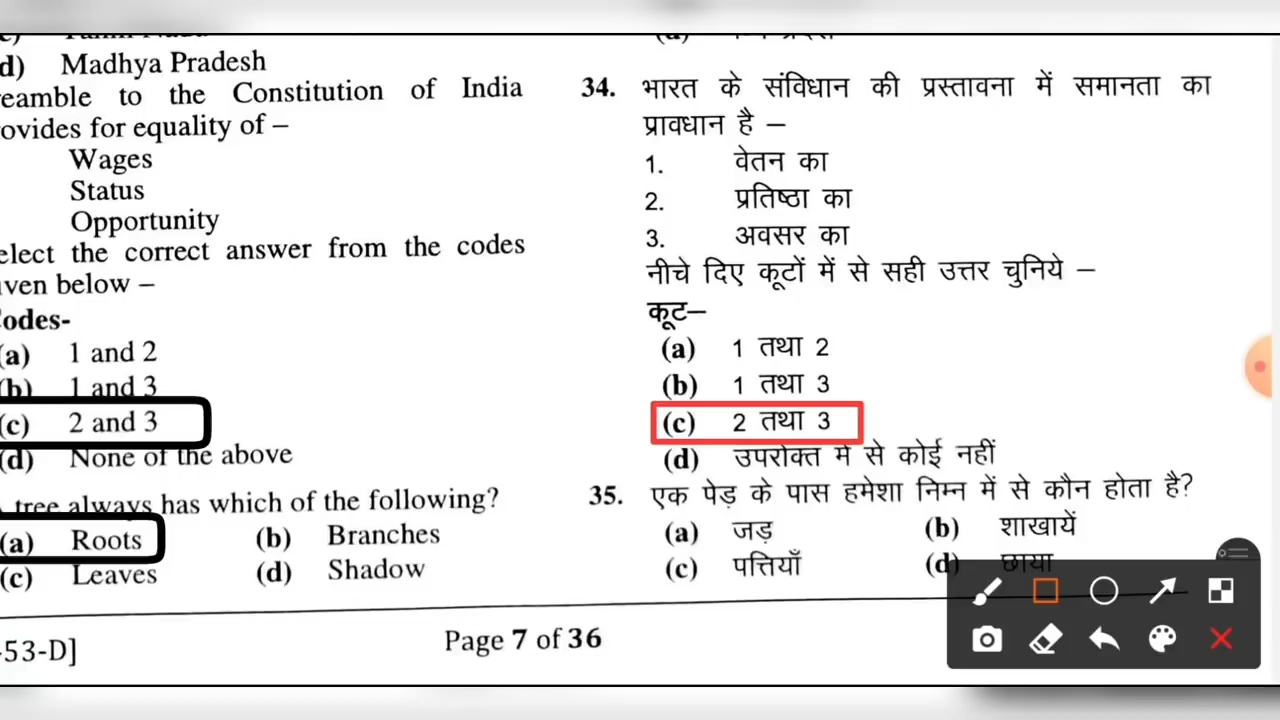 d) Madhya Pradesh
eamble to the Constitution of India
ovides for equality of –
Wages
Status
Opportunity
elect the correct answer from the codes
iven below –
odes-
(a) 1 and 2
(b) 1 and 3
(c) 2 and 3
(d) None of the above
tree always has which of the following?
(a) Roots (b) Branches
(c) Leaves (d) Shadow
34. भारत के संविधान की प्रस्तावना में समानता का
प्रावधान है –
1. वेतन का
2. प्रतिष्ठा का
3. अवसर का
नीचे दिए कूटों में से सही उत्तर चुनिये –
कूट–
(a) 1 तथा 2
(b) 1 तथा 3
(c) 2 तथा 3
(d) उपरोक्त में से कोई नहीं
35. एक पेड़ के पास हमेशा निम्न में से कौन होता है?
(a) जड़ (b) शाखायें
(c) पत्तियाँ (d) छाया
-53-D] Page 7 of 36